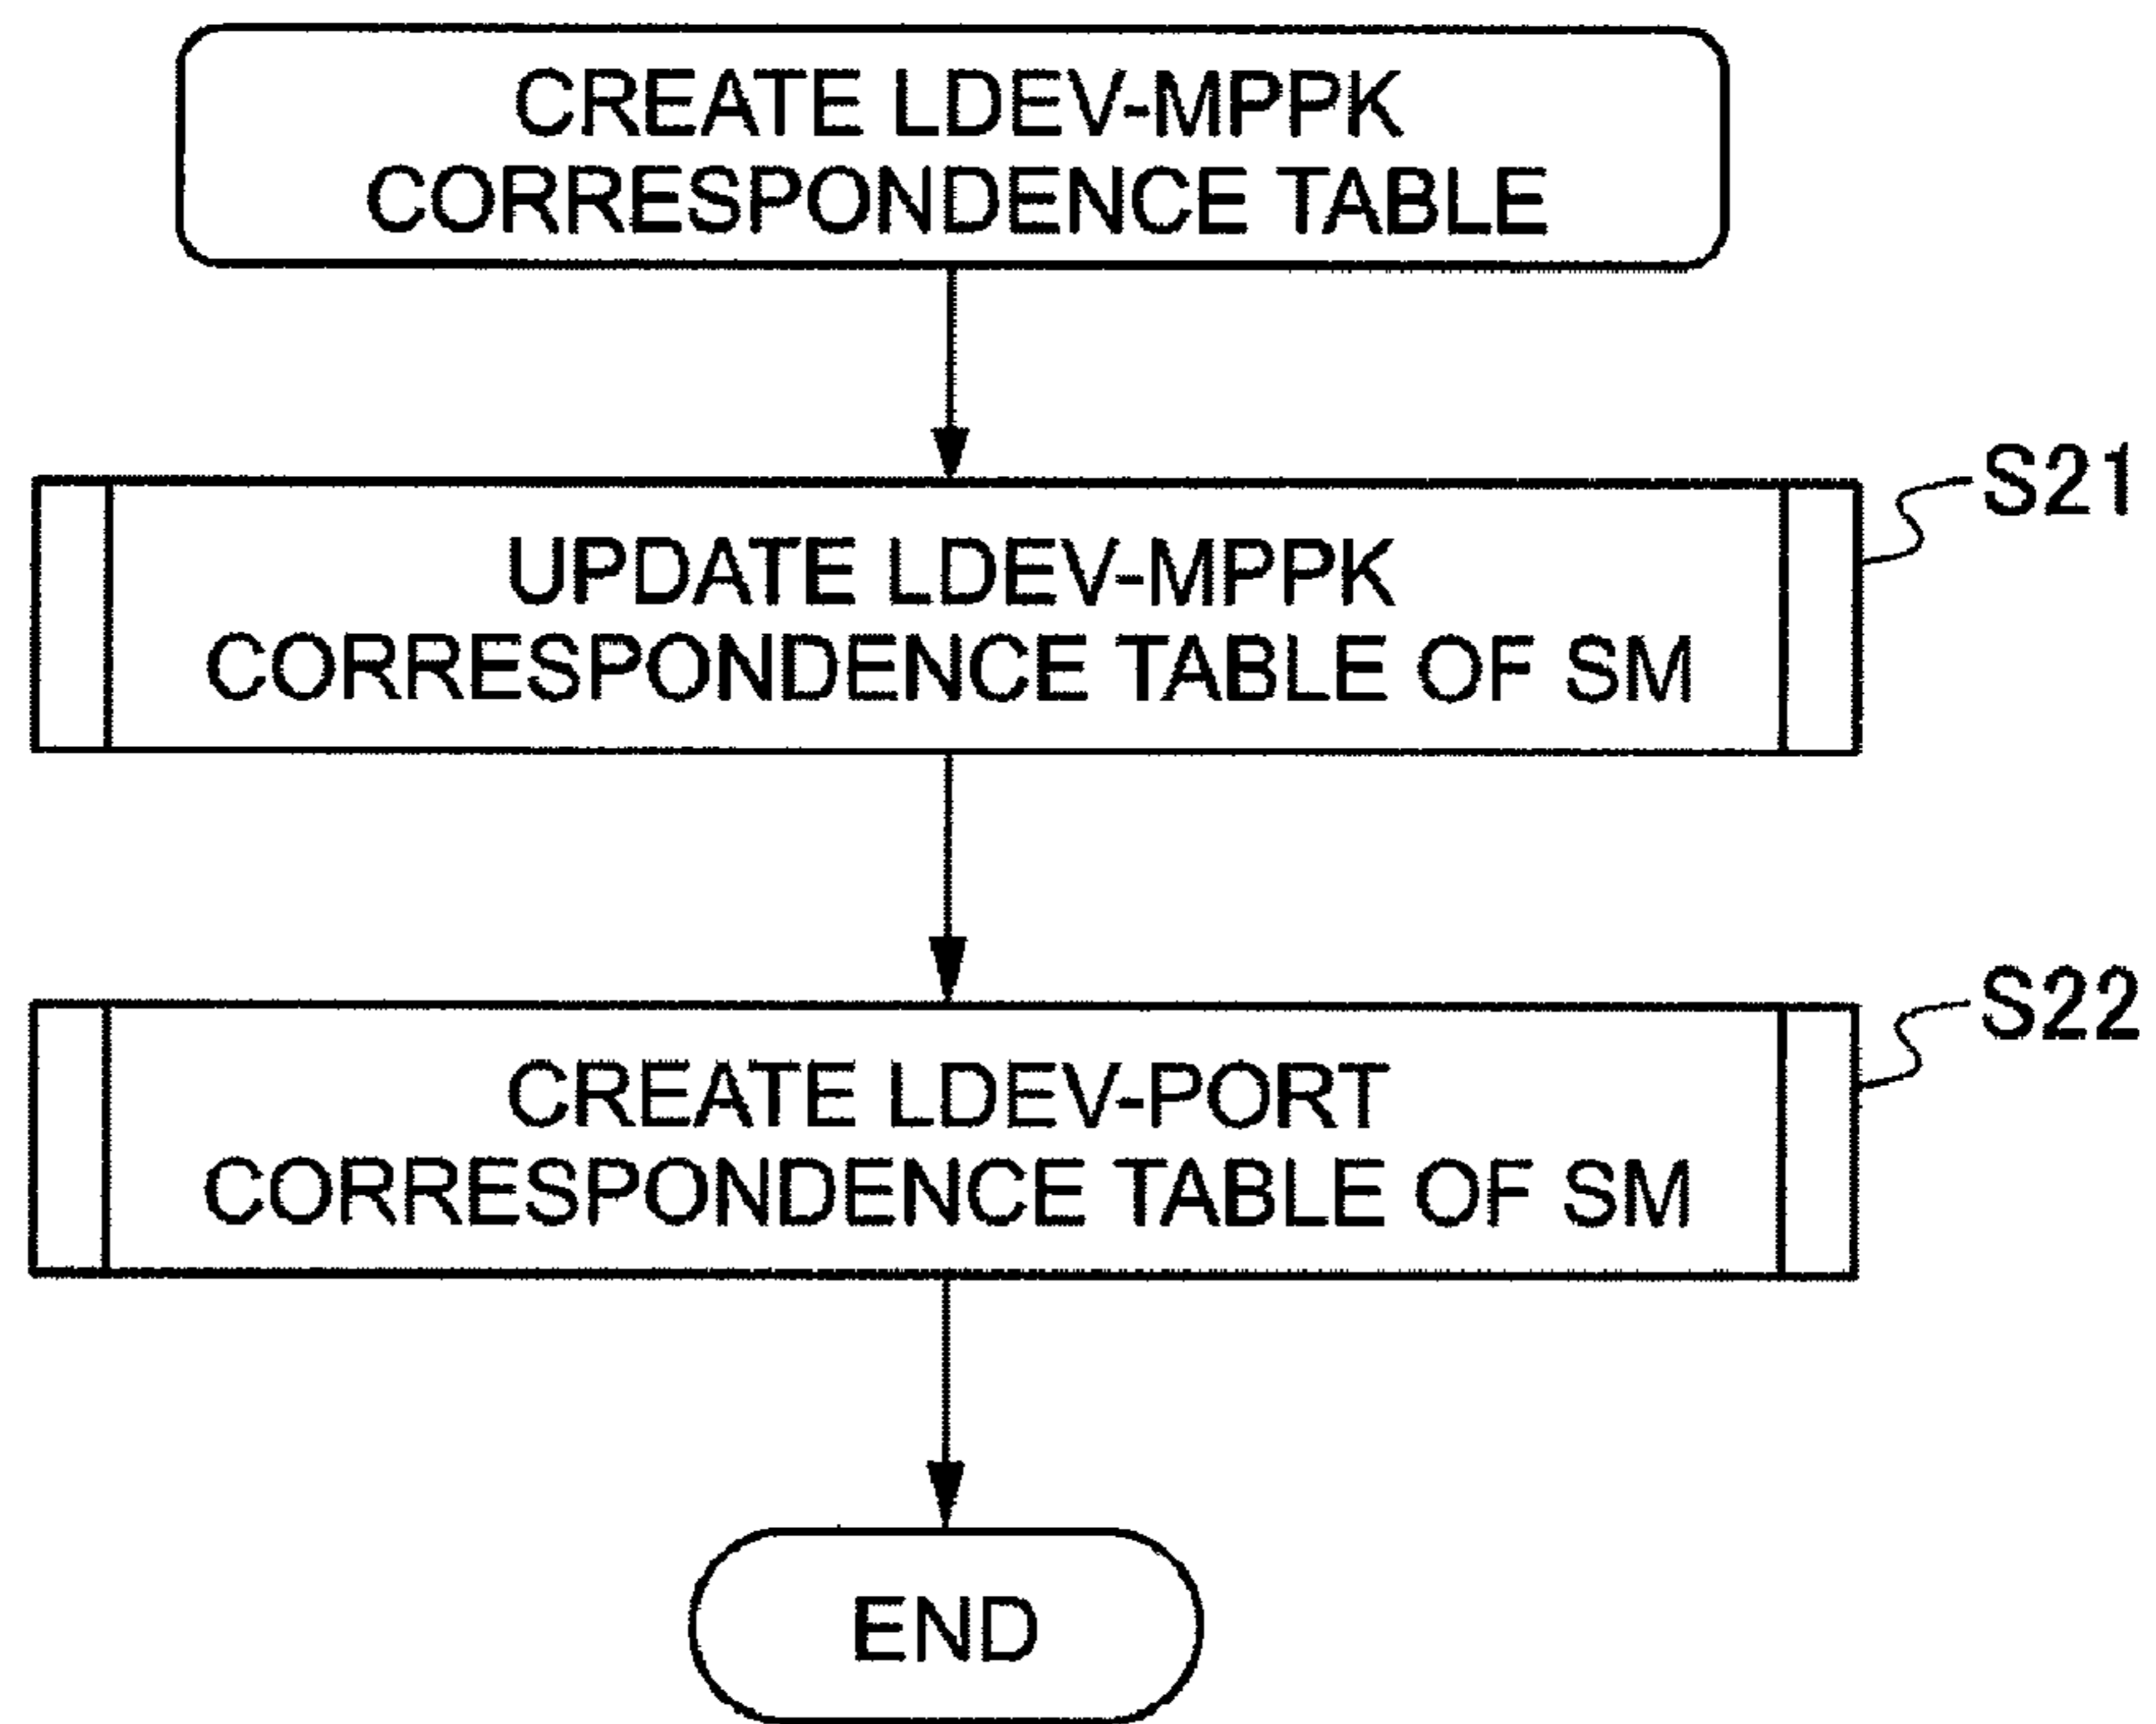 CREATE LDEV-MPPK
CORRESPONDENCE TABLE
S21
UPDATE LDEV-MPPK
CORRESPONDENCE TABLE OF SM
S22
CREATE LDEV-PORT
CORRESPONDENCE TABLE OF SM
END